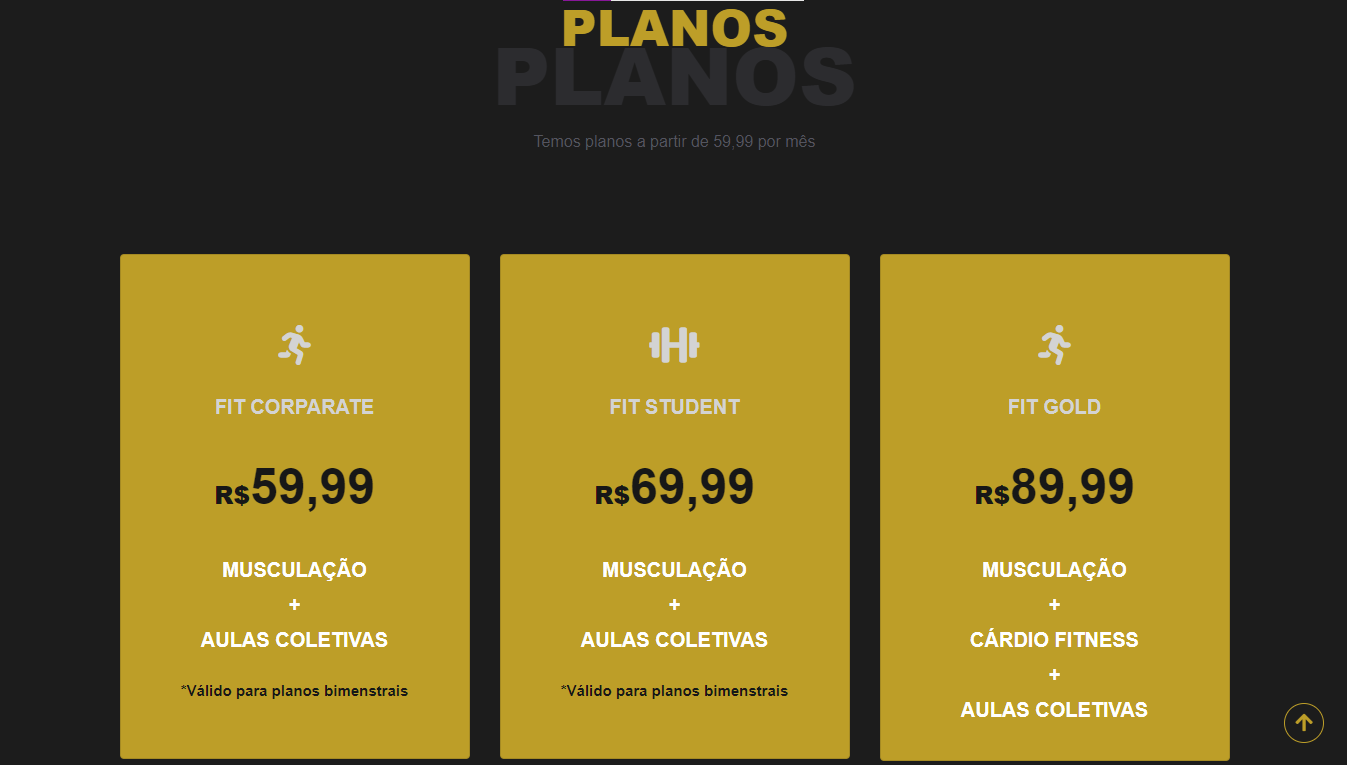 PLANOS
PLANOS
Temos planos a partir de 59,99 por mês
FIT CORPARATE
R$59,99
MUSCULAÇÃO
+
AULAS COLETIVAS
*Válido para planos bimenstrais
FIT STUDENT
R$69,99
MUSCULAÇÃO
+
AULAS COLETIVAS
*Válido para planos bimenstrais
FIT GOLD
R$89,99
MUSCULAÇÃO
+
CÁRDIO FITNESS
+
AULAS COLETIVAS